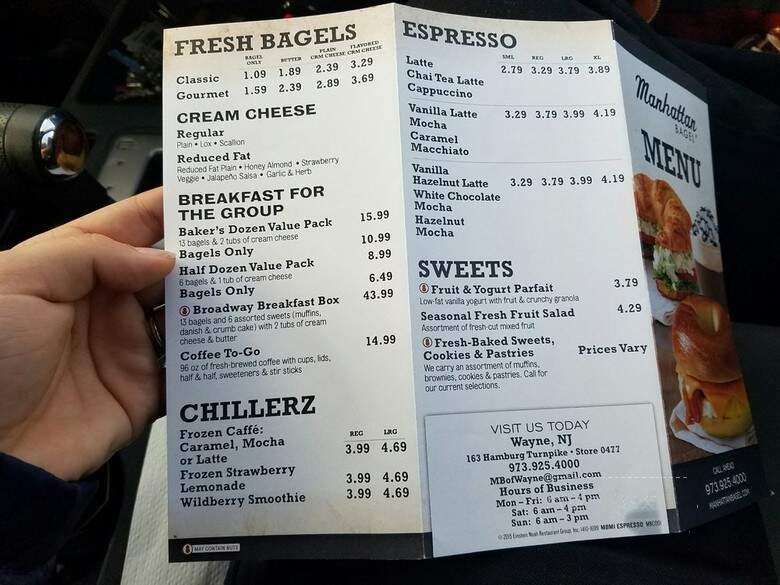 FRESH BAGELS
BAGEL ONLY BUTTER PLAIN CRM CHEESE FLAVORED CRM CHEESE
Classic 1.09 1.89 2.39 3.29
Gourmet 1.59 2.39 2.89 3.69
CREAM CHEESE
Regular
Plain • Lox • Scallion
Reduced Fat
Reduced Fat Plain • Honey Almond • Strawberry
Veggie • Jalapeño Salsa • Garlic & Herb
BREAKFAST FOR
THE GROUP
Baker's Dozen Value Pack 15.99
13 bagels & 2 tubs of cream cheese
Bagels Only 10.99
Half Dozen Value Pack 8.99
6 bagels & 1 tub of cream cheese
Bagels Only 6.49
Broadway Breakfast Box 43.99
13 bagels and 6 assorted sweets (muffins,
danish & crumb cake) with 2 tubs of cream
cheese & butter
Coffee To-Go 14.99
96 oz of fresh-brewed coffee with cups, lids,
half & half, sweeteners & stir sticks
CHILLERZ
REG LRG
Frozen Caffé:
Caramel, Mocha
or Latte 3.99 4.69
Frozen Strawberry
Lemonade 3.99 4.69
Wildberry Smoothie 3.99 4.69
MAY CONTAIN NUTS
ESPRESSO
SML REG LRG XL
Latte 2.79 3.29 3.79 3.89
Chai Tea Latte
Cappuccino
Vanilla Latte 3.29 3.79 3.99 4.19
Mocha
Caramel
Macchiato
Vanilla
Hazelnut Latte 3.29 3.79 3.99 4.19
White Chocolate
Mocha
Hazelnut
Mocha
SWEETS
Fruit & Yogurt Parfait 3.79
Low-fat vanilla yogurt with fruit & crunchy granola
Seasonal Fresh Fruit Salad 4.29
Assortment of fresh-cut mixed fruit
Fresh-Baked Sweets,
Cookies & Pastries Prices Vary
We carry an assortment of muffins,
brownies, cookies & pastries. Call for
our current selections.
VISIT US TODAY
Wayne, NJ
163 Hamburg Turnpike • Store 0477
973.925.4000
MBofWayne@gmail.com
Hours of Business
Mon - Fri: 6 am - 4 pm
Sat: 6 am - 4 pm
Sun: 6 am - 3 pm
© 2015 Einstein Noah Restaurant Group, Inc. MBMI ESPRESSO
Manhattan
BAGEL
MENU
CALL AHEAD
973.925.4000
MANHATTANBAGEL.COM